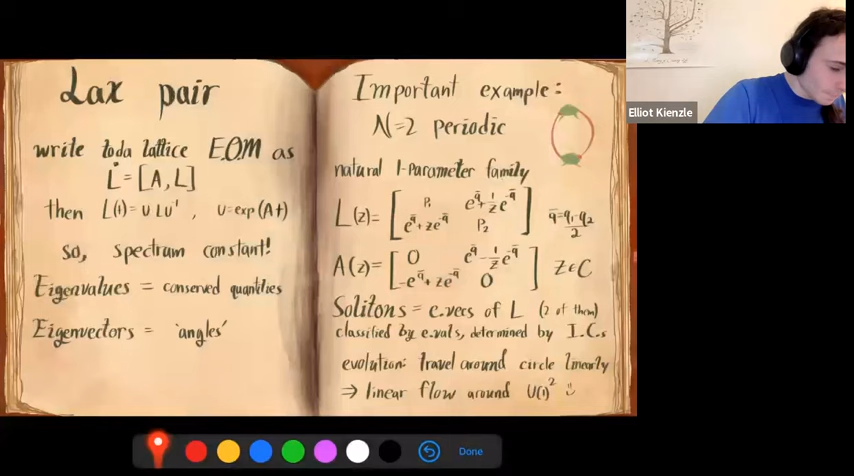 Lax pair
write toda lattice EOM as
L̇ = [A, L]
then L(t) = U L U⁻¹ , U = exp(At)
so, spectrum constant!
Eigenvalues = conserved quantities
Eigenvectors = 'angles'
Important example:
N=2 periodic
natural 1-parameter family
L(z) = [ P₁ e^q̄ + 1/z e^-q̄
e^q̄ + z e^-q̄ P₂ ] q̄ = q₁-q₂/2
A(z) = [ 0 e^q̄ - 1/z e^-q̄
-e^q̄ + z e^-q̄ 0 ] z ∈ C
Solitons = e.vecs of L (2 of them)
classified by e.vals, determined by I.C.s
evolution: travel around circle linearly
⇒ linear flow around U(1)² :)
Elliot Kienzle
Done